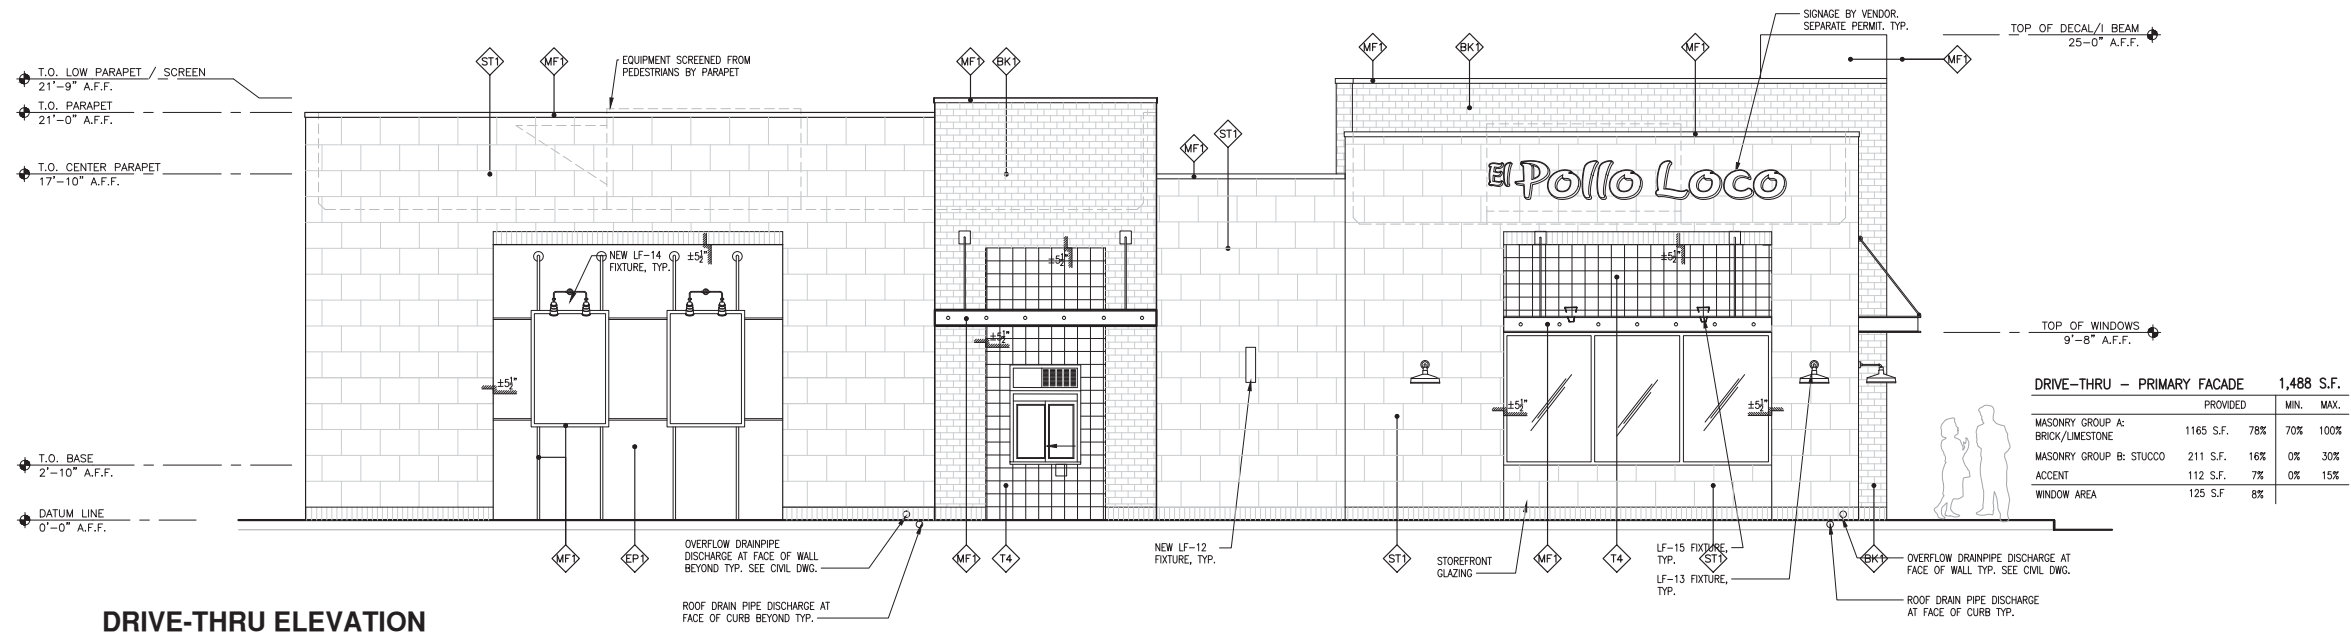 SIGNAGE BY VENDOR.
SEPARATE PERMIT. TYP.
TOP OF DECAL/I BEAM
25'-0" A.F.F.
T.O. LOW PARAPET / SCREEN
21'-9" A.F.F.
T.O. PARAPET
21'-0" A.F.F.
T.O. CENTER PARAPET
17'-10" A.F.F.
ST1
MF1
EQUIPMENT SCREENED FROM
PEDESTRIANS BY PARAPET
MF1
BK1
MF1
ST1
MF1
BK1
MF1
MF1
El Pollo Loco
NEW LF-14
FIXTURE, TYP.
±5½"
±5½"
±5½"
±5½"
±5½"
±5½"
±5½"
TOP OF WINDOWS
9'-8" A.F.F.
T.O. BASE
2'-10" A.F.F.
DATUM LINE
0'-0" A.F.F.
DRIVE-THRU - PRIMARY FACADE 1,488 S.F.
PROVIDED MIN. MAX.
MASONRY GROUP A:
BRICK/LIMESTONE 1165 S.F. 78% 70% 100%
MASONRY GROUP B: STUCCO 211 S.F. 16% 0% 30%
ACCENT 112 S.F. 7% 0% 15%
WINDOW AREA 125 S.F 8%
MF1
EP1
OVERFLOW DRAINPIPE
DISCHARGE AT FACE OF WALL
BEYOND TYP. SEE CIVIL DWG.
MF1
T4
NEW LF-12
FIXTURE, TYP.
ST1
STOREFRONT
GLAZING
MF1
T4
LF-15 FIXTURE,
TYP.
ST1
LF-13 FIXTURE,
TYP.
BK1
OVERFLOW DRAINPIPE DISCHARGE AT
FACE OF WALL TYP. SEE CIVIL DWG.
ROOF DRAIN PIPE DISCHARGE AT
FACE OF CURB BEYOND TYP.
ROOF DRAIN PIPE DISCHARGE
AT FACE OF CURB TYP.
DRIVE-THRU ELEVATION